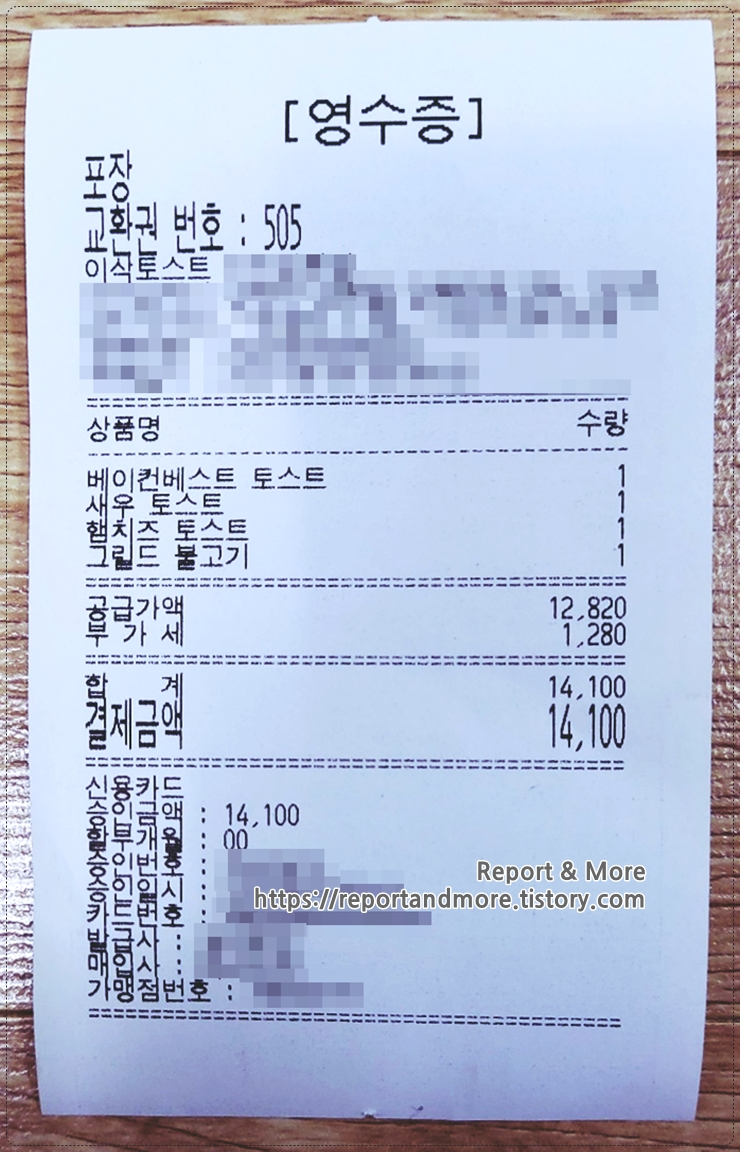 [영수증]
포장
교환권 번호 : 505
이삭토스트
상품명 수량
베이컨베스트 토스트 1
새우 토스트 1
햄치즈 토스트 1
그릴드 불고기 1
공급가액 12,820
부 가 세 1,280
합 계 14,100
결제금액 14,100
신용카드
승인금액 : 14,100
할부개월 : 00
승인번호 :
승인일시 :
카드번호 :
발급사 :
매입사 :
가맹점번호 :
Report & More
https://reportandmore.tistory.com